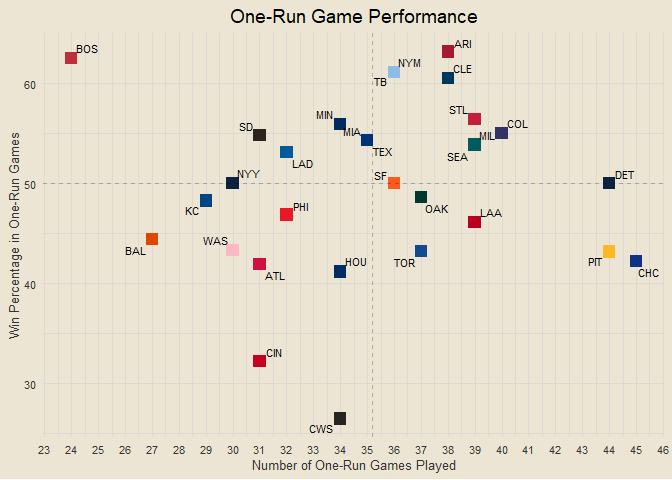 One-Run Game Performance
Win Percentage in One-Run Games
60
50
40
30
BOS
ARI
NYM
CLE
TB
STL
MIN
COL
SD
MIA
MIL
TEX
SEA
LAD
NYY
SF
DET
KC
PHI
OAK
LAA
WAS
BAL
HOU
TOR
PIT
ATL
CHC
CIN
CWS
23 24 25 26 27 28 29 30 31 32 33 34 35 36 37 38 39 40 41 42 43 44 45 46
Number of One-Run Games Played